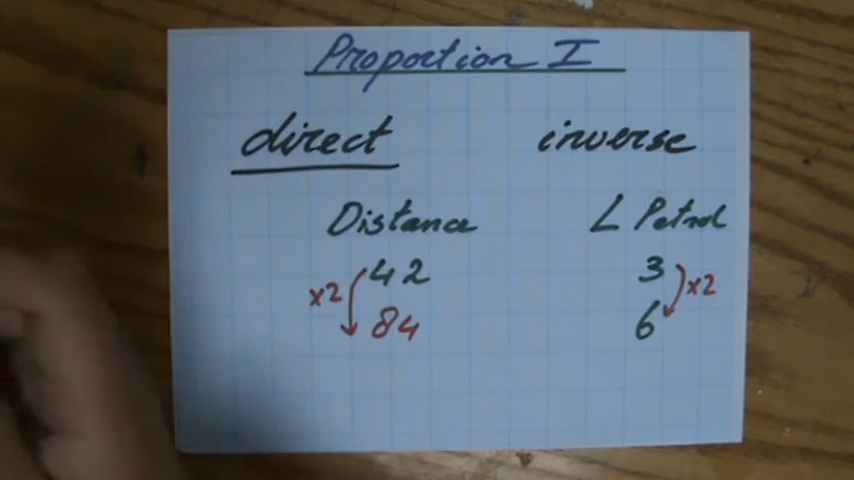 Proportion I
direct inverse
Distance L Petrol
42 3
x2 x2
84 6